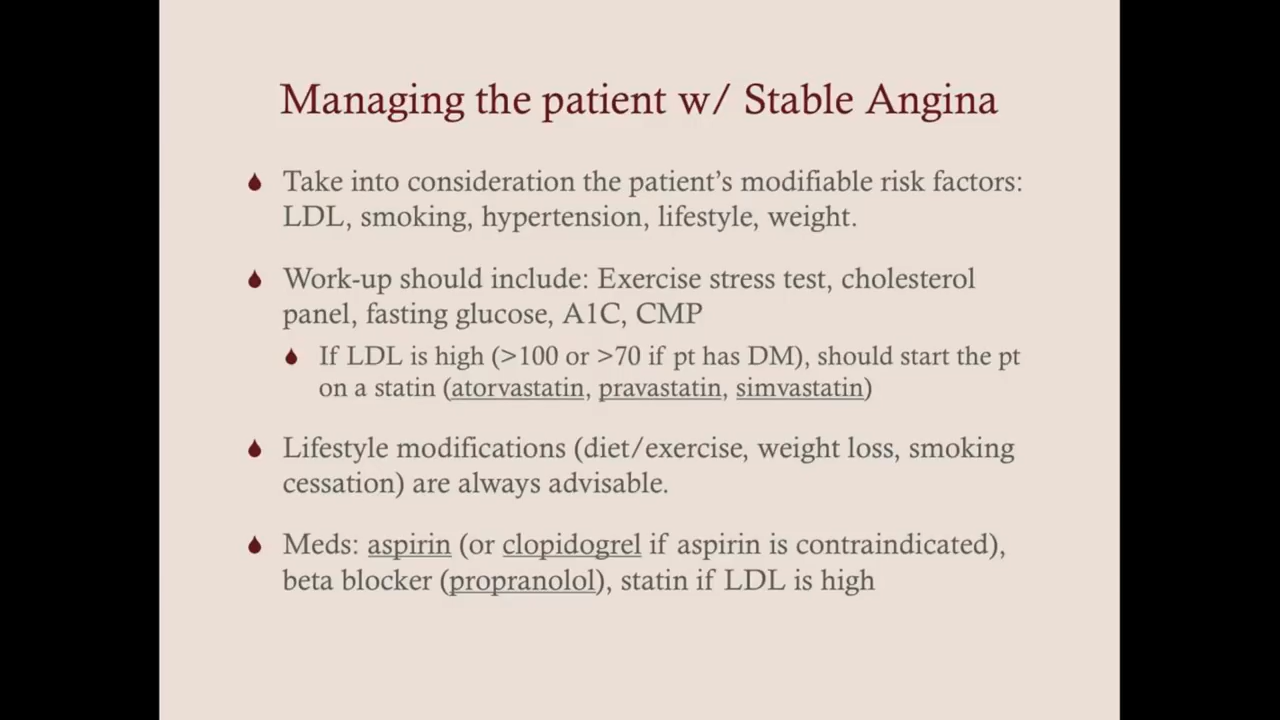 Managing the patient w/ Stable Angina
Take into consideration the patient's modifiable risk factors:
LDL, smoking, hypertension, lifestyle, weight.
Work-up should include: Exercise stress test, cholesterol
panel, fasting glucose, A1C, CMP
If LDL is high (>100 or >70 if pt has DM), should start the pt
on a statin (atorvastatin, pravastatin, simvastatin)
Lifestyle modifications (diet/exercise, weight loss, smoking
cessation) are always advisable.
Meds: aspirin (or clopidogrel if aspirin is contraindicated),
beta blocker (propranolol), statin if LDL is high